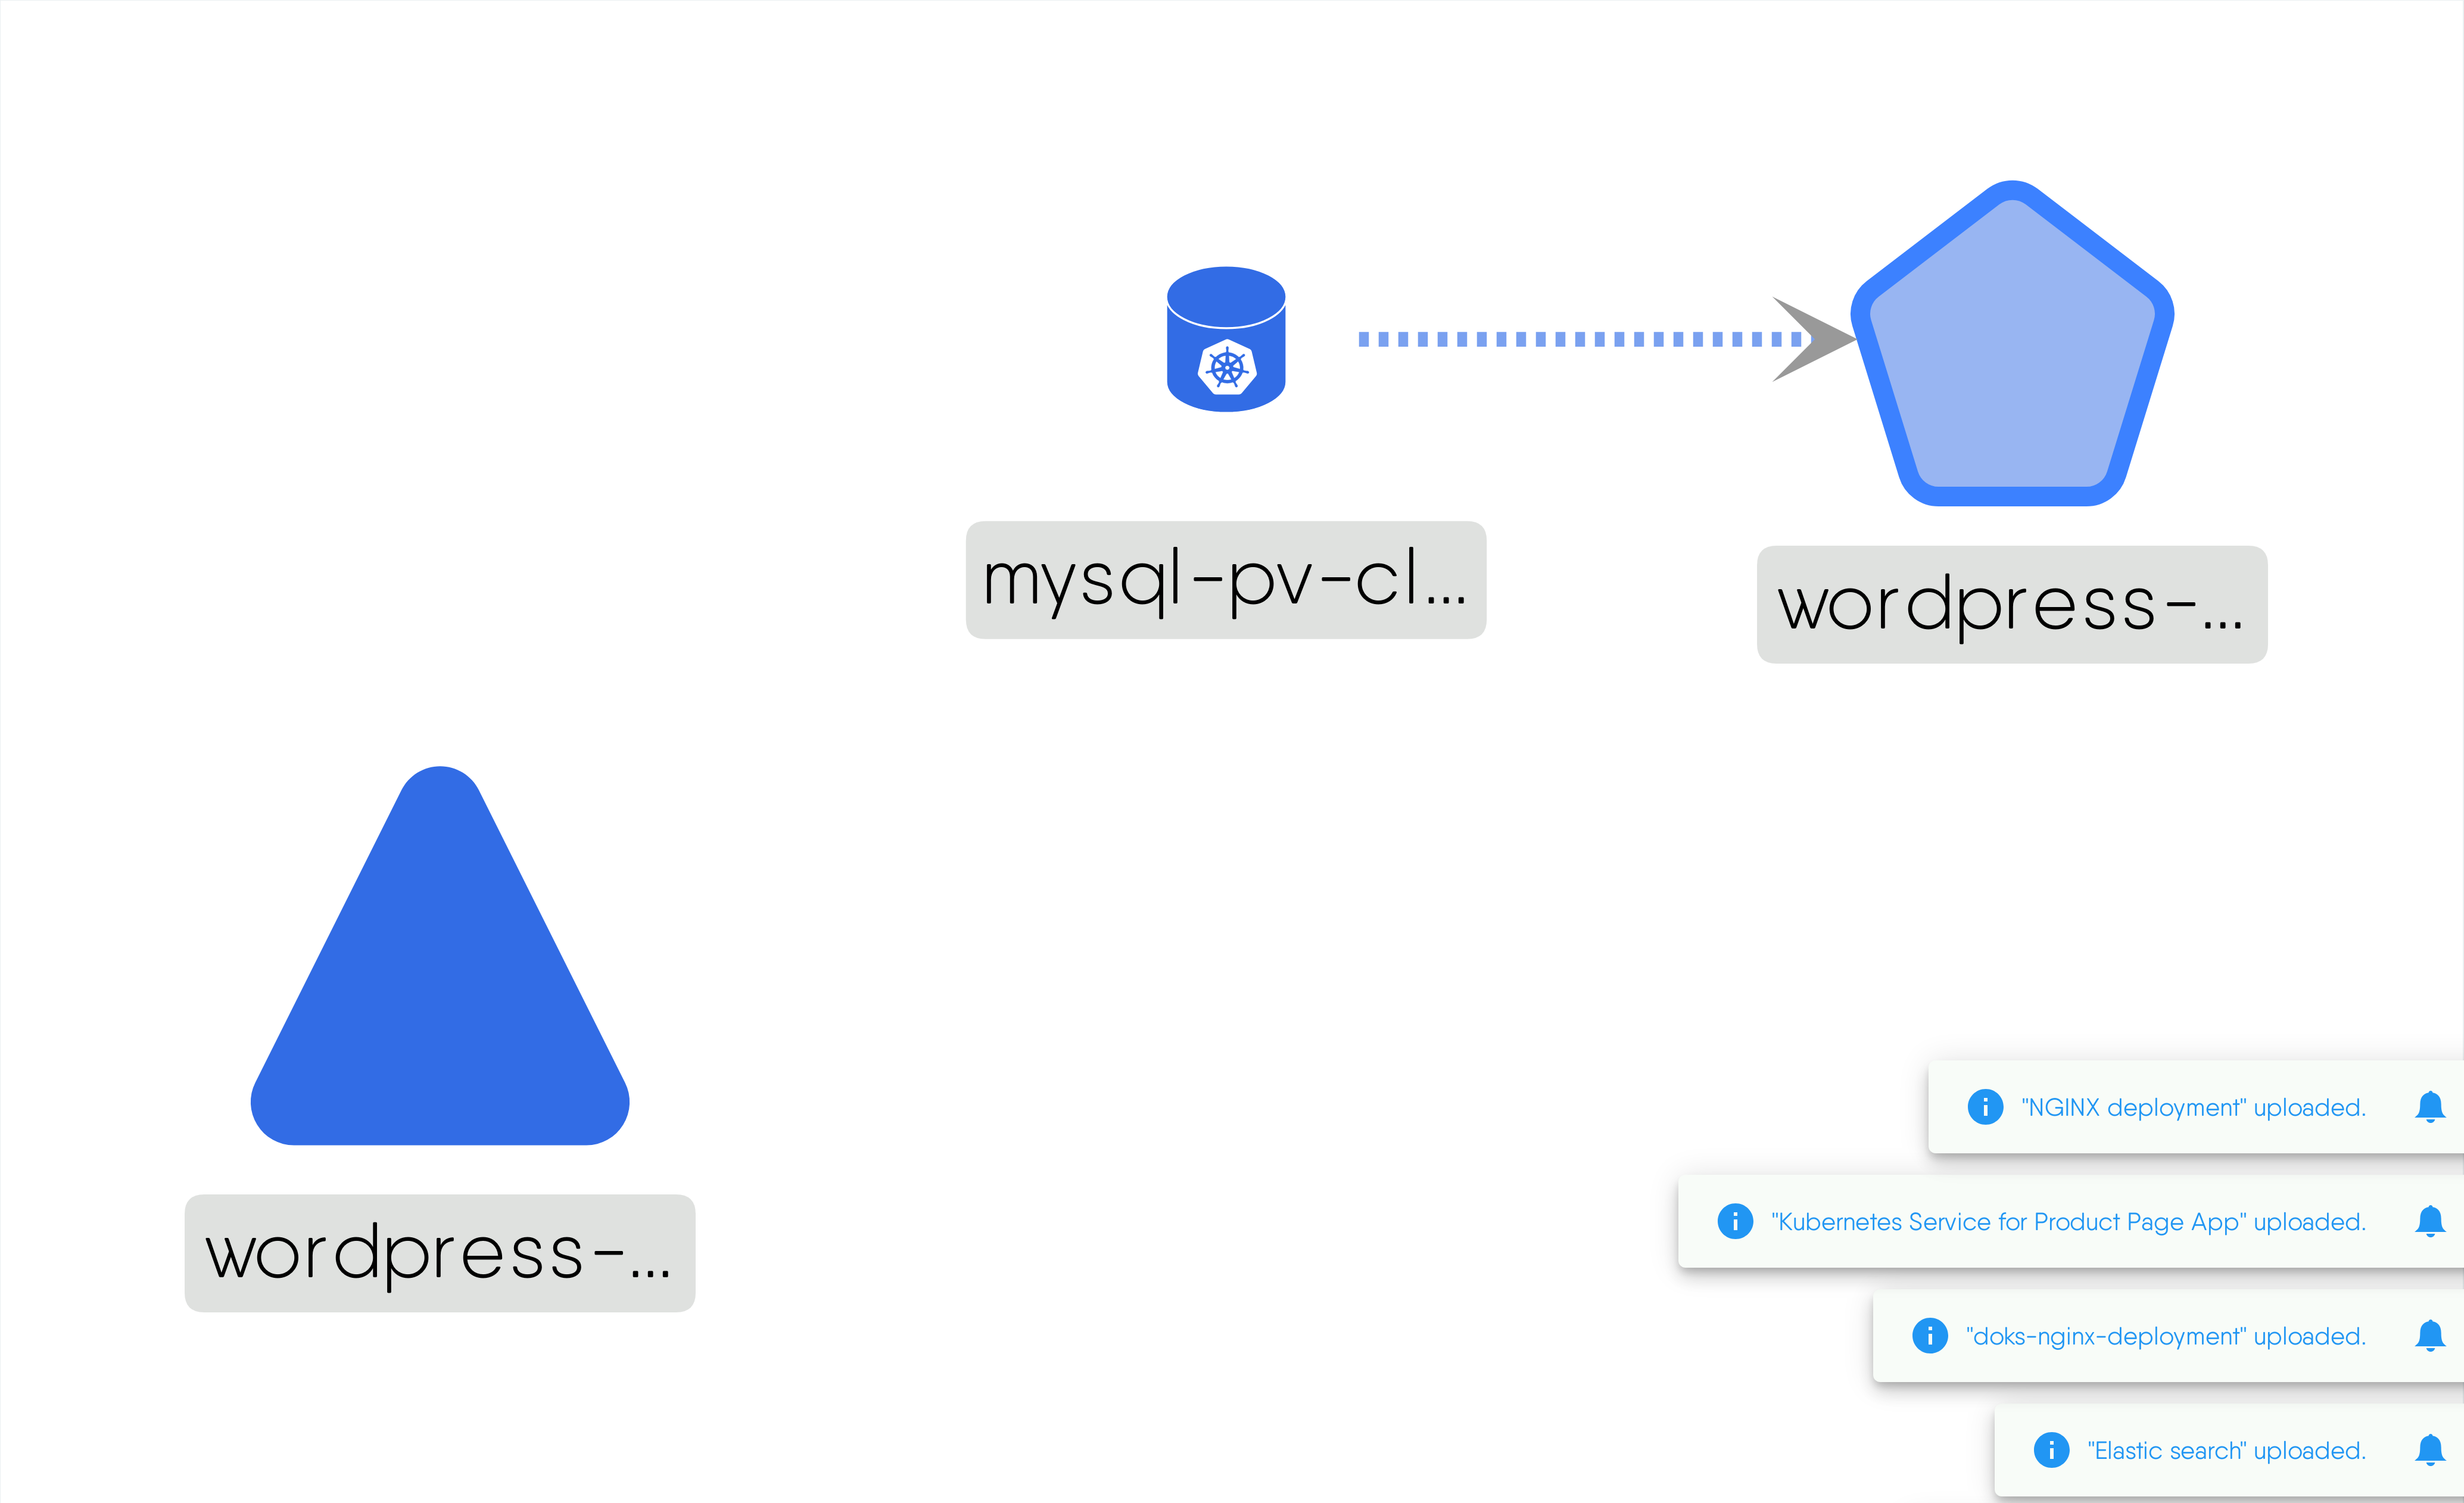 mysql-pv-cl...
wordpress-...
wordpress-...
"NGINX deployment" uploaded.
"Kubernetes Service for Product Page App" uploaded.
"doks-nginx-deployment" uploaded.
"Elastic search" uploaded.